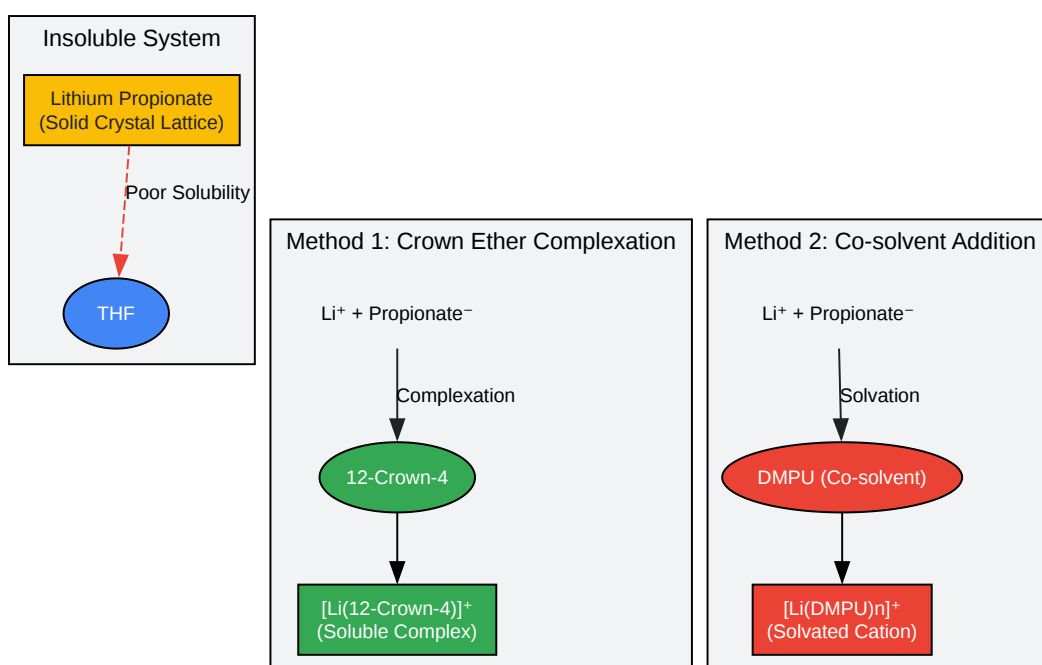 Insoluble System
Lithium Propionate
(Solid Crystal Lattice)
Poor Solubility
THF
Method 1: Crown Ether Complexation
Li⁺ + Propionate⁻
Complexation
12-Crown-4
[Li(12-Crown-4)]⁺
(Soluble Complex)
Method 2: Co-solvent Addition
Li⁺ + Propionate⁻
Solvation
DMPU (Co-solvent)
[Li(DMPU)n]⁺
(Solvated Cation)